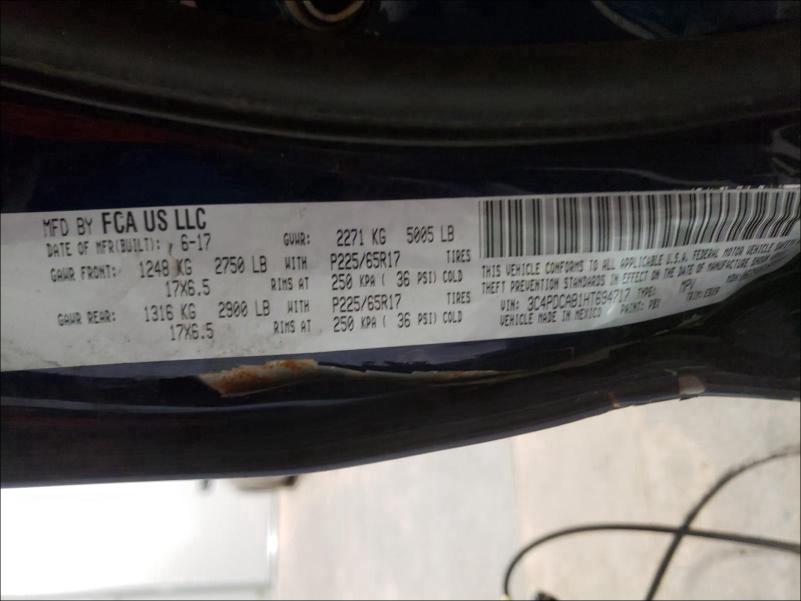 MFD BY FCA US LLC
DATE OF MFR(BUILT): 6-17 GVWR: 2271 KG 5005 LB
GAWR FRONT: 1248 KG 2750 LB WITH P225/65R17 TIRES
17X6.5 RIMS AT 250 KPA ( 36 PSI) COLD
GAWR REAR: 1316 KG 2900 LB WITH P225/65R17 TIRES
17X6.5 RIMS AT 250 KPA ( 36 PSI) COLD
THIS VEHICLE CONFORMS TO ALL APPLICABLE U.S.A. FEDERAL MOTOR VEHICLE SAFETY
THEFT PREVENTION STANDARDS IN EFFECT ON THE DATE OF MANUFACTURE SHOWN
VIN: 3C4PDCAB1HT694717 TYPE: MPV
VEHICLE MADE IN MEXICO PAINT: PBX TRIM: